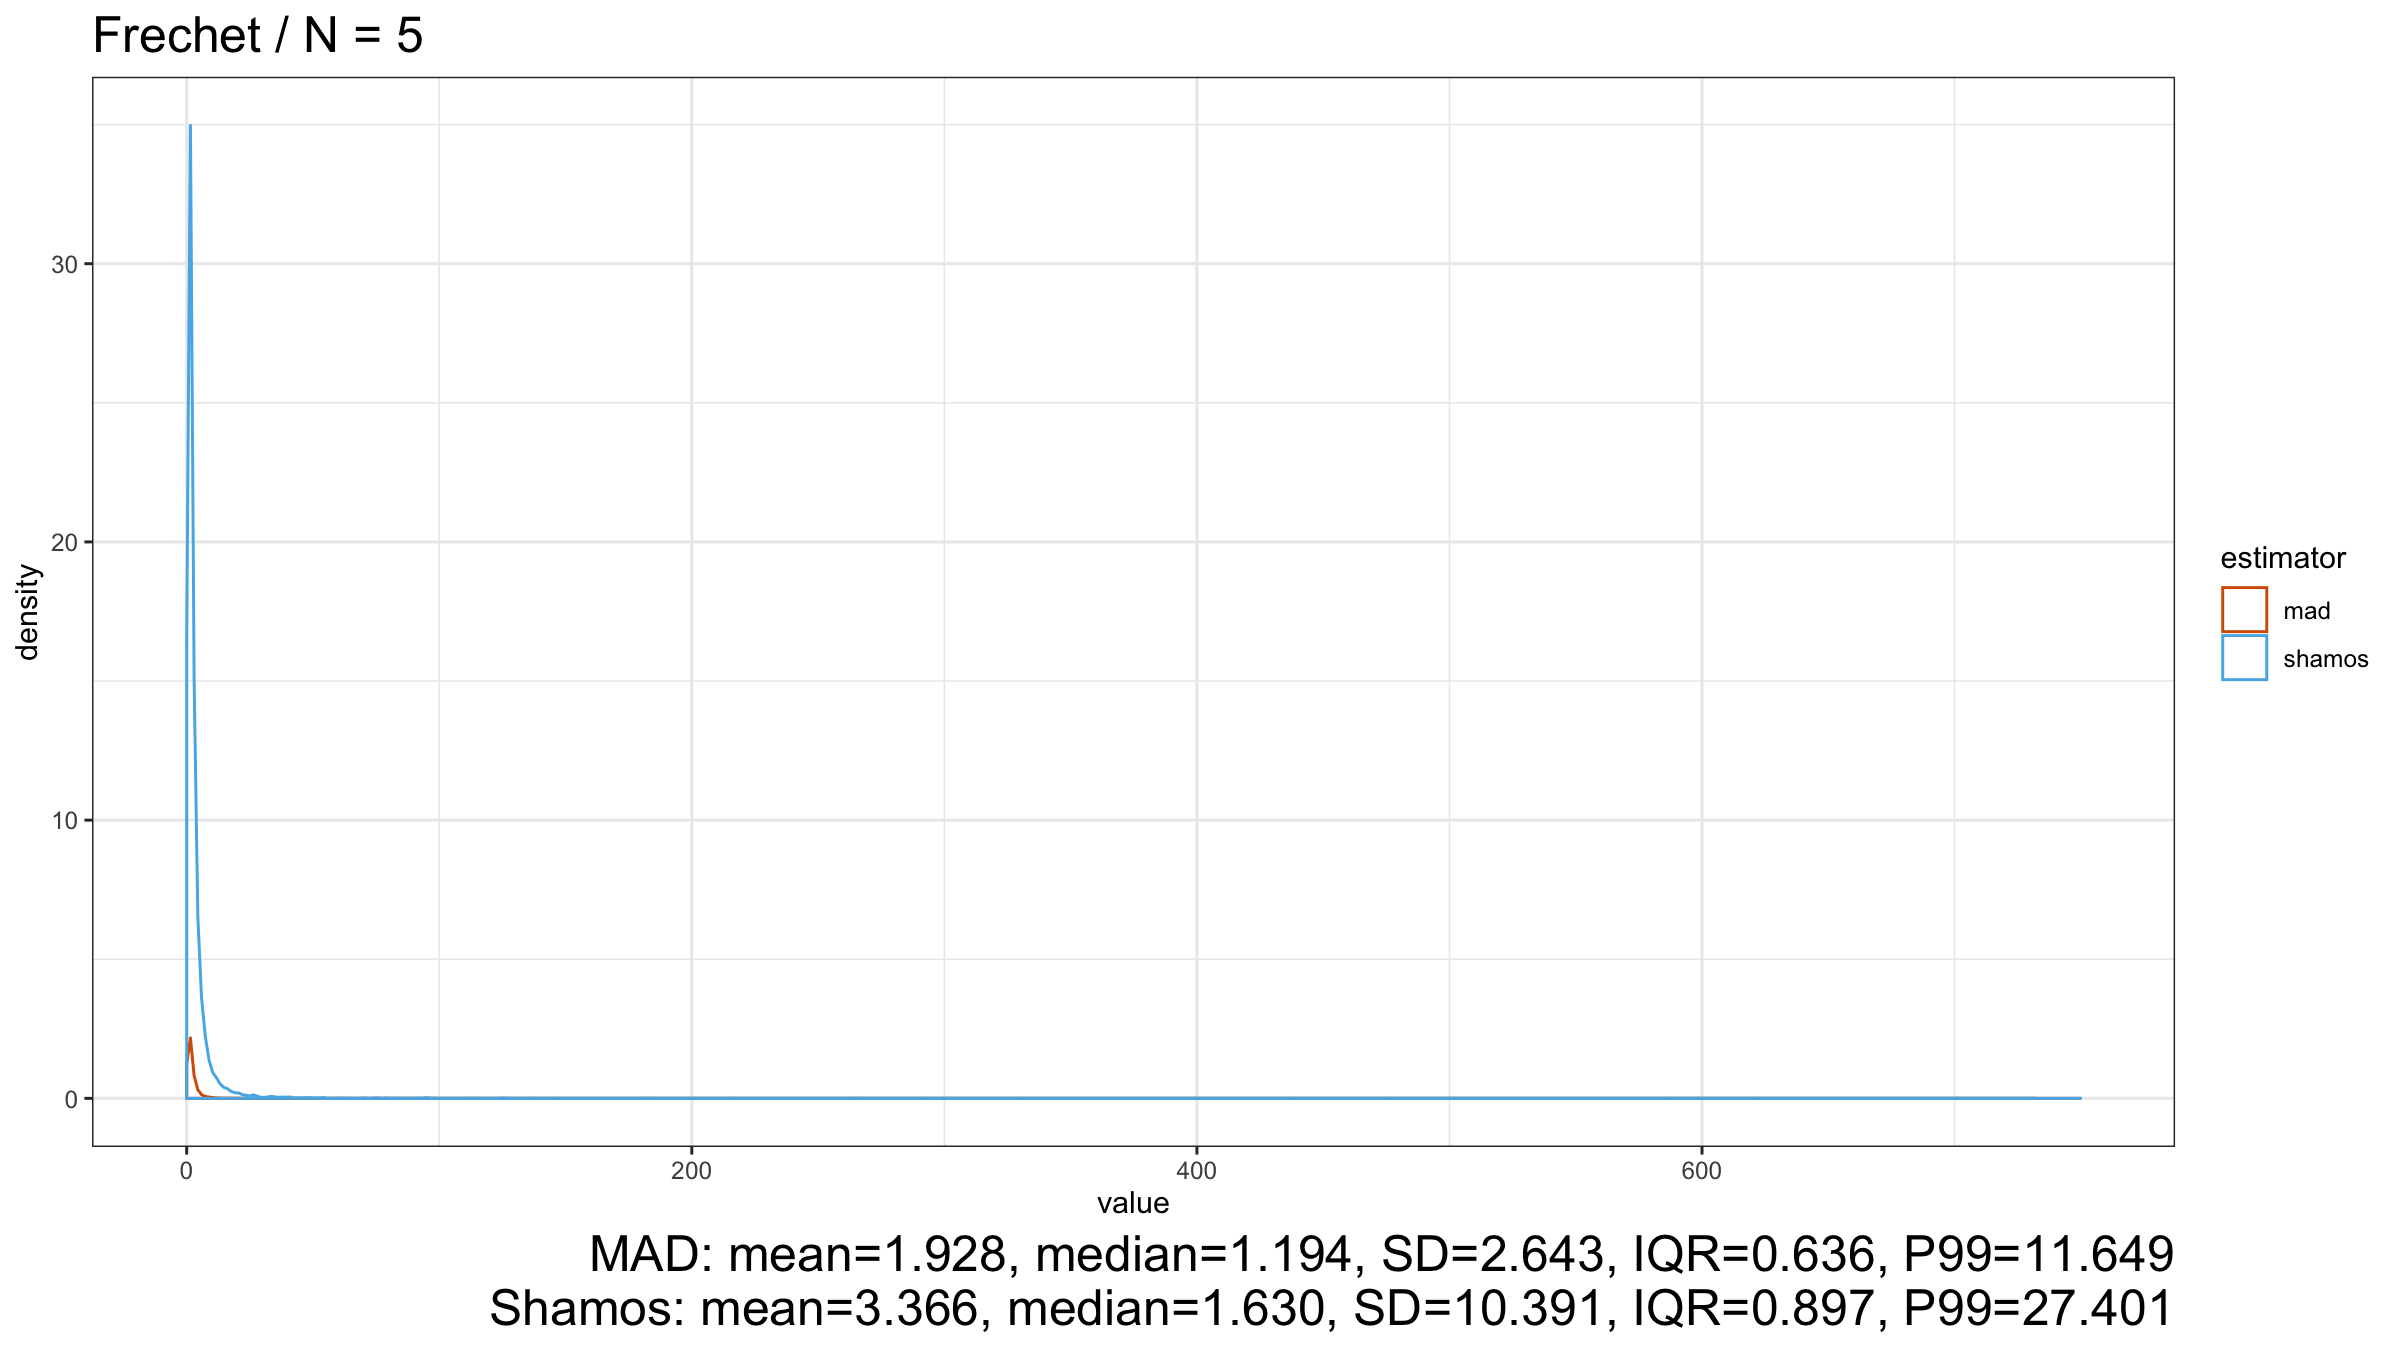 Frechet / N = 5
30
20
10
0
density
0
200
400
600
value
estimator
mad
shamos
MAD: mean=1.928, median=1.194, SD=2.643, IQR=0.636, P99=11.649
Shamos: mean=3.366, median=1.630, SD=10.391, IQR=0.897, P99=27.401